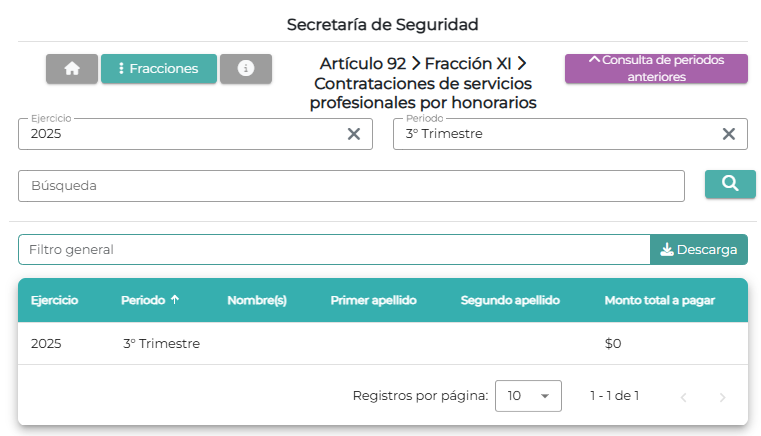 Secretaría de Seguridad
Fracciones
Artículo 92 > Fracción XI >
Contrataciones de servicios
profesionales por honorarios
Consulta de periodos
anteriores
Ejercicio
2025
Periodo
3° Trimestre
Búsqueda
Filtro general
Descarga
Ejercicio Periodo Nombre(s) Primer apellido Segundo apellido Monto total a pagar
2025 3° Trimestre $0
Registros por página: 10 1 - 1 de 1